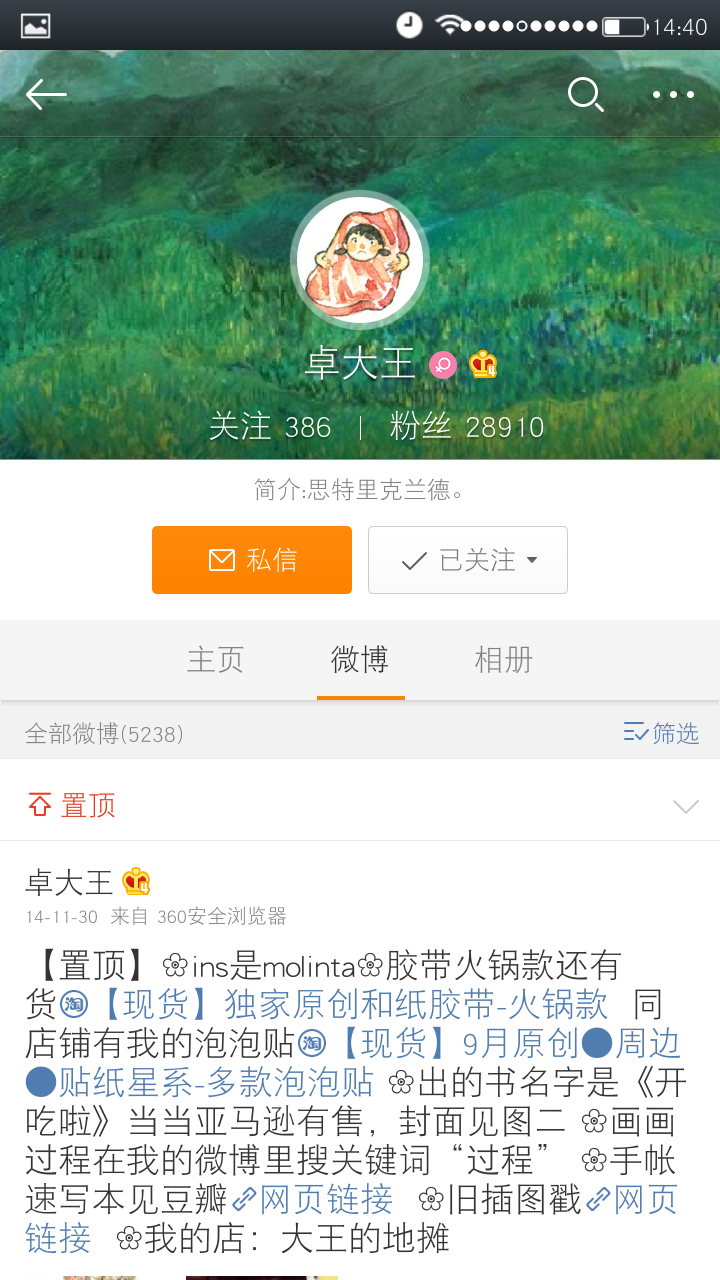 14:40
卓大王
关注 386 | 粉丝 28910
简介:思特里克兰德。
私信 已关注
主页 微博 相册
全部微博(5238) 筛选
置顶
卓大王
14-11-30 来自 360安全浏览器
【置顶】❀ins是molinta❀胶带火锅款还有
货淘【现货】独家原创和纸胶带-火锅款 同
店铺有我的泡泡贴淘【现货】9月原创●周边
●贴纸星系-多款泡泡贴 ❀出的书名字是《开
吃啦》当当亚马逊有售，封面见图二 ❀画画
过程在我的微博里搜关键词“过程” ❀手帐
速写本见豆瓣网页链接 ❀旧插图戳网页
链接 ❀我的店：大王的地摊